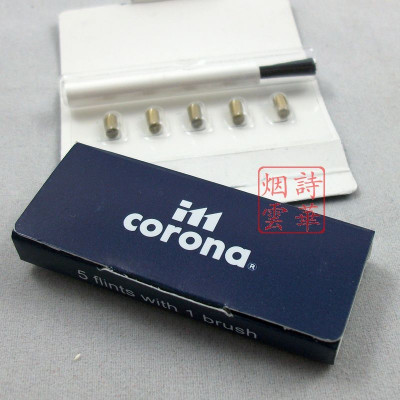 烟詩
雲華
im
corona®
5 flints with 1 brush